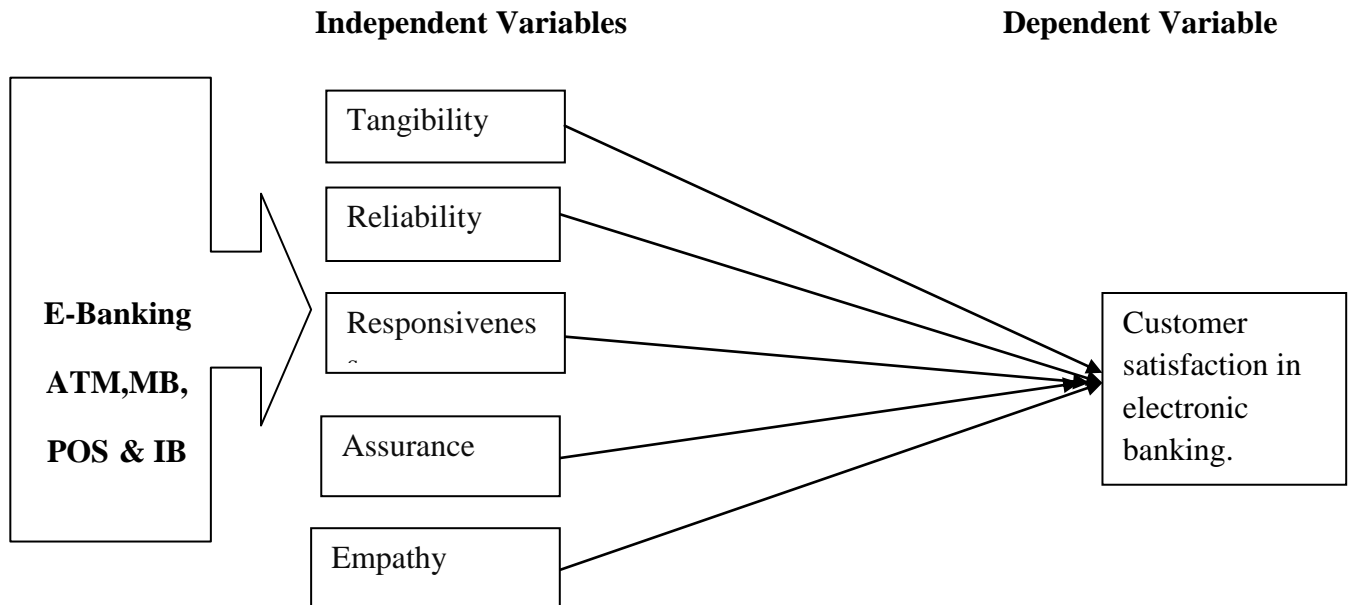 Independent Variables
Dependent Variable
E-Banking
ATM,MB,
POS & IB
Tangibility
Reliability
Responsivenes
s
Assurance
Empathy
Customer
satisfaction in
electronic
banking.